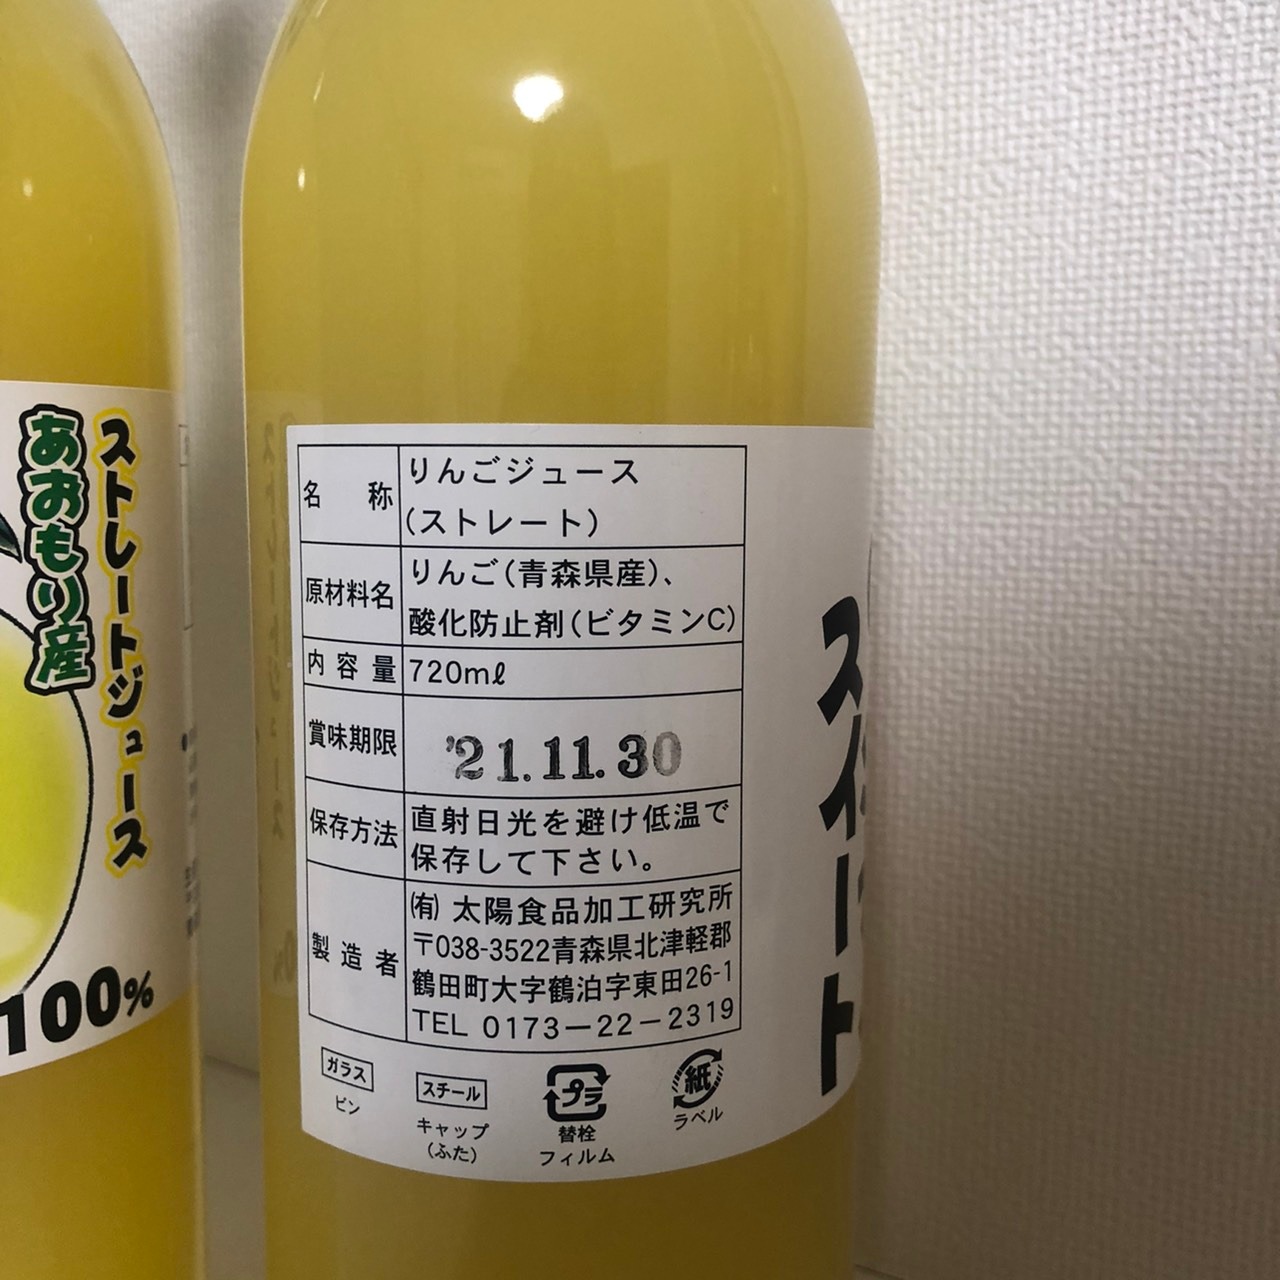 ストレートジュース
あおもり産
100%
名称
りんごジュース
(ストレート)
原材料名
りんご(青森県産)、
酸化防止剤(ビタミンC)
内容量
720mℓ
賞味期限
'21.11.30
保存方法
直射日光を避け低温で
保存して下さい。
製造者
㈲ 太陽食品加工研究所
〒038-3522青森県北津軽郡
鶴田町大字鶴泊字東田26-1
TEL 0173-22-2319
ガラス
ビン
スチール
キャップ
(ふた)
プラ
替栓
フィルム
紙
ラベル
スイート